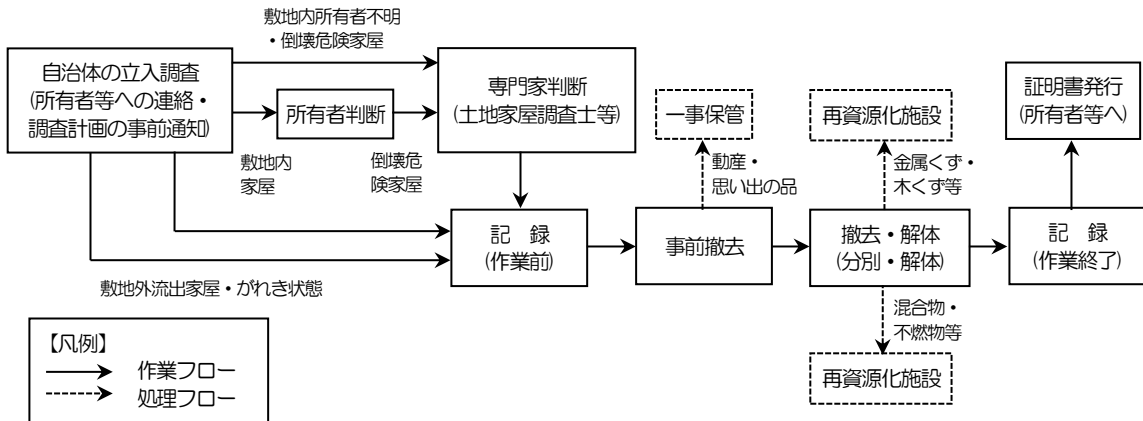 敷地内所有者不明
・倒壊危険家屋
自治体の立入調査
(所有者等への連絡・
調査計画の事前通知)
所有者判断
専門家判断
(土地家屋調査士等)
一事保管
再資源化施設
証明書発行
(所有者等へ)
敷地内
家屋
倒壊危
険家屋
動産・
思い出の品
金属くず・
木くず等
記　録
(作業前)
事前撤去
撤去・解体
(分別・解体)
記　録
(作業終了)
敷地外流出家屋・がれき状態
混合物・
不燃物等
再資源化施設
【凡例】
作業フロー
処理フロー